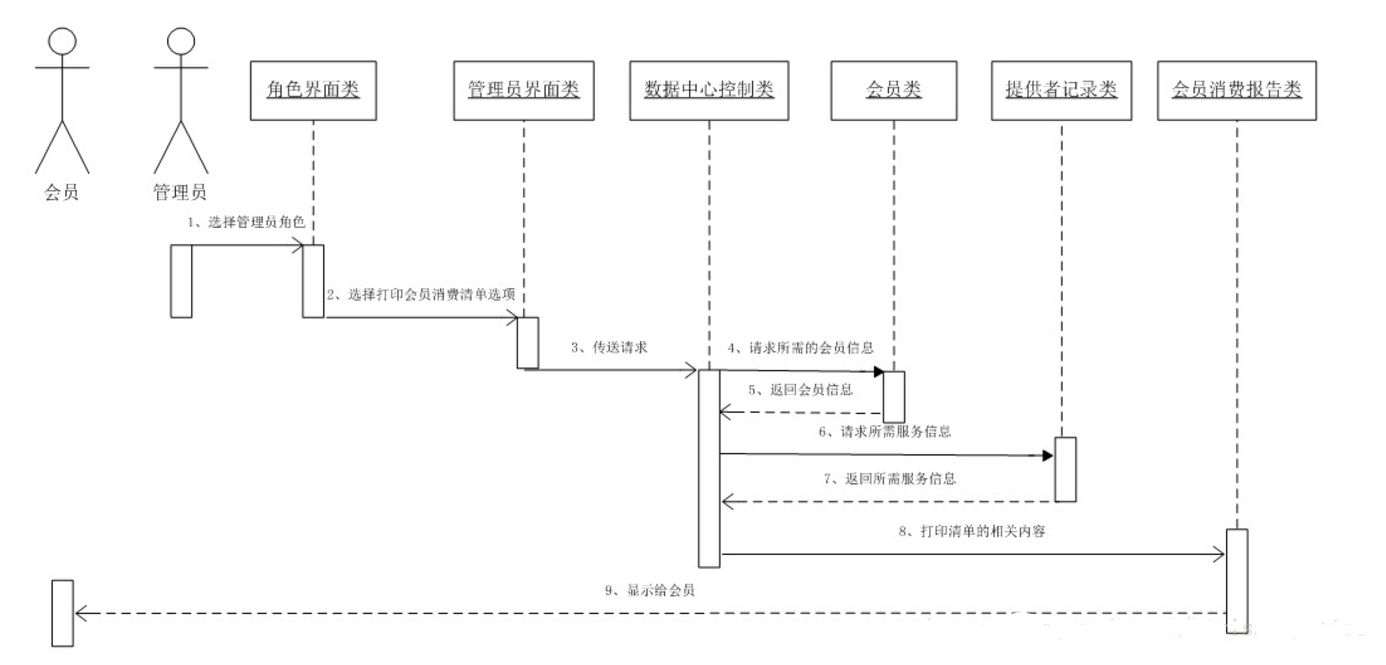 角色界面类
管理员界面类
数据中心控制类
会员类
提供者记录类
会员消费报告类
会员
管理员
1、选择管理员角色
2、选择打印会员消费清单选项
3、传送请求
4、请求所需的会员信息
5、返回会员信息
6、请求所需服务信息
7、返回所需服务信息
8、打印清单的相关内容
9、显示给会员